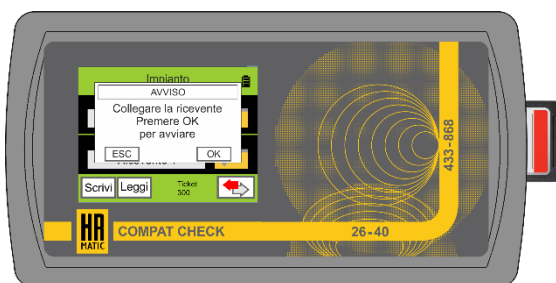 Impianto
AVVISO
Collegare la ricevente
Premere OK
per avviare
ESC
OK
Scrivi
Leggi
Ticket
300
433-868
HA
MATIC
COMPAT CHECK
26-40